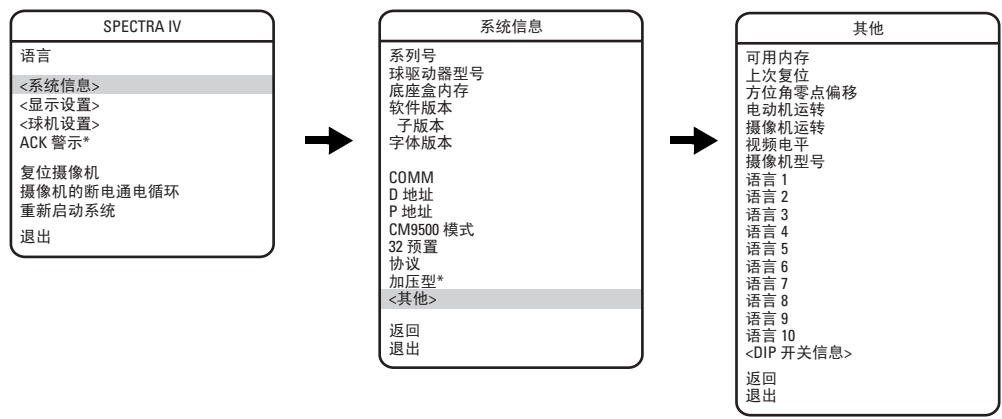 SPECTRA IV
语言
<系统信息>
<显示设置>
<球机设置>
ACK 警示*
复位摄像机
摄像机的断电通电循环
重新启动系统
退出
系统信息
系列号
球驱动器型号
底座盒内存
软件版本
子版本
字体版本
COMM
D 地址
P 地址
CM9500 模式
32 预置
协议
加压型*
<其他>
返回
退出
其他
可用内存
上次复位
方位角零点偏移
电动机运转
摄像机运转
视频电平
摄像机型号
语言 1
语言 2
语言 3
语言 4
语言 5
语言 6
语言 7
语言 8
语言 9
语言 10
<DIP 开关信息>
返回
退出